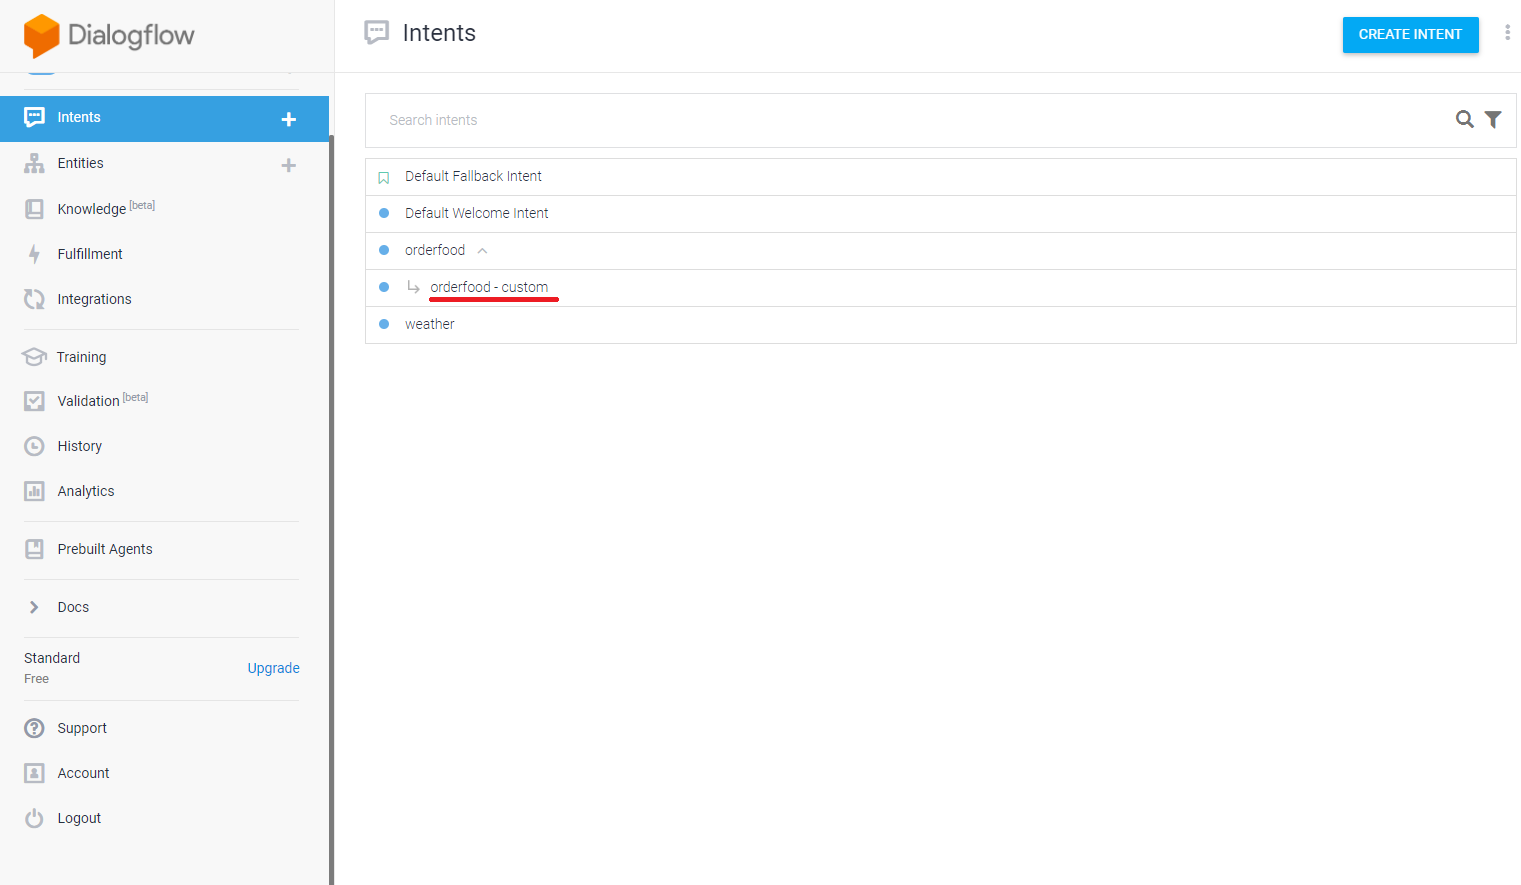 Dialogflow
Intents
CREATE INTENT
Intents
Entities
Knowledge [beta]
Fulfillment
Integrations
Training
Validation [beta]
History
Analytics
Prebuilt Agents
Docs
Standard
Free
Upgrade
Support
Account
Logout
Search intents
Default Fallback Intent
Default Welcome Intent
orderfood
orderfood - custom
weather